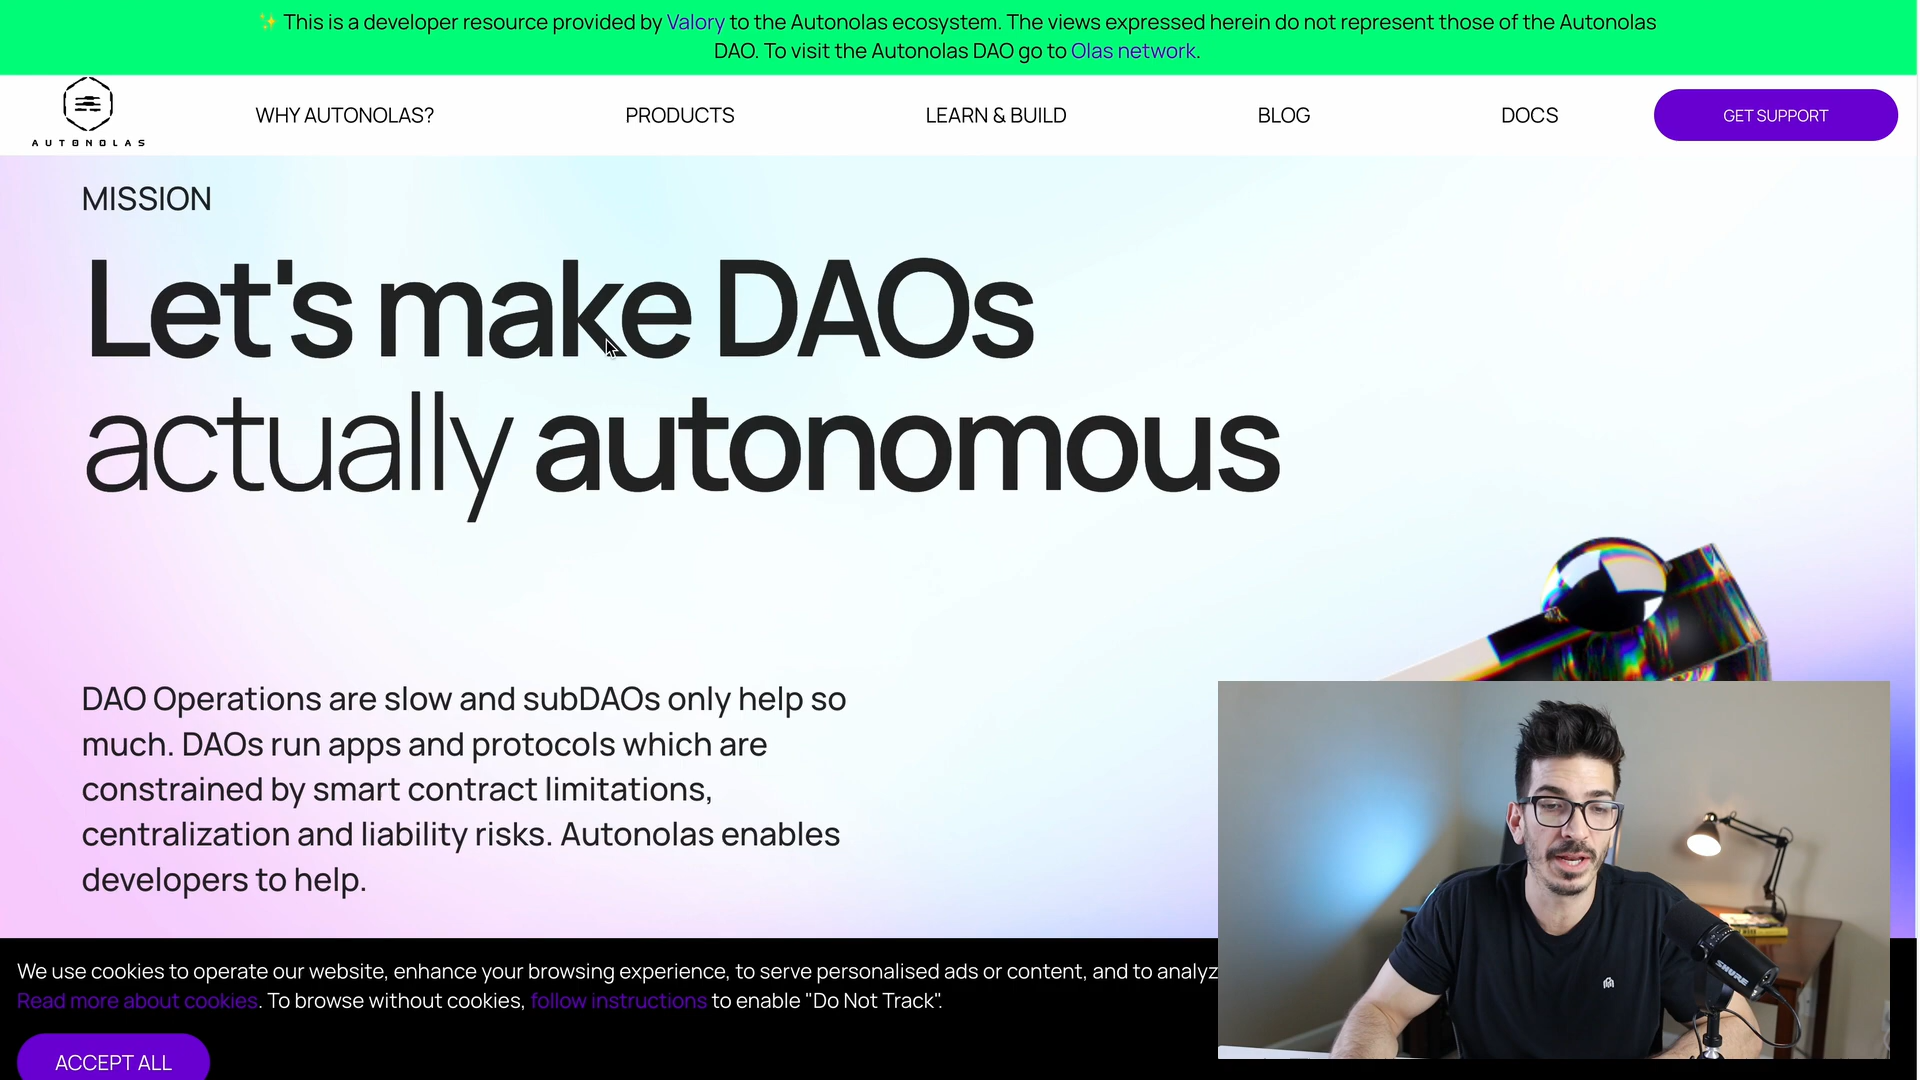 ✨ This is a developer resource provided by Valory to the Autonolas ecosystem. The views expressed herein do not represent those of the Autonolas
DAO. To visit the Autonolas DAO go to Olas network.
AUTONOLAS
WHY AUTONOLAS?
PRODUCTS
LEARN & BUILD
BLOG
DOCS
GET SUPPORT
MISSION
Let's make DAOs
actually autonomous
DAO Operations are slow and subDAOs only help so
much. DAOs run apps and protocols which are
constrained by smart contract limitations,
centralization and liability risks. Autonolas enables
developers to help.
We use cookies to operate our website, enhance your browsing experience, to serve personalised ads or content, and to analyz
Read more about cookies. To browse without cookies, follow instructions to enable "Do Not Track".
ACCEPT ALL
SHURE